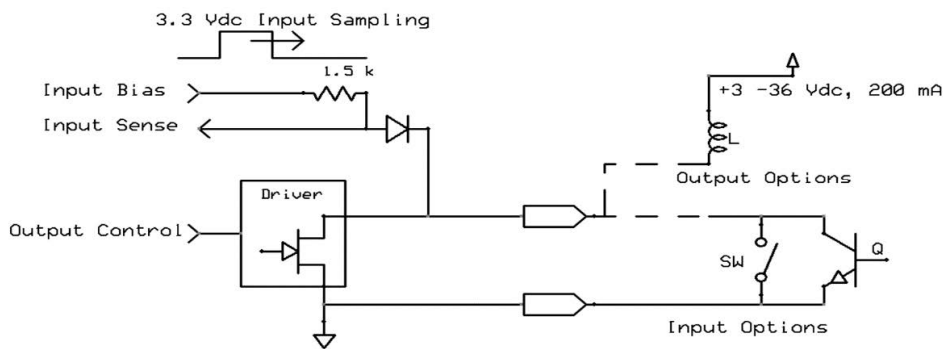 3.3 Vdc Input Sampling
1.5 k
Input Bias
+3 -36 Vdc, 200 mA
Input Sense
L
Output Options
Driver
Output Control
SW
Q
Input Options